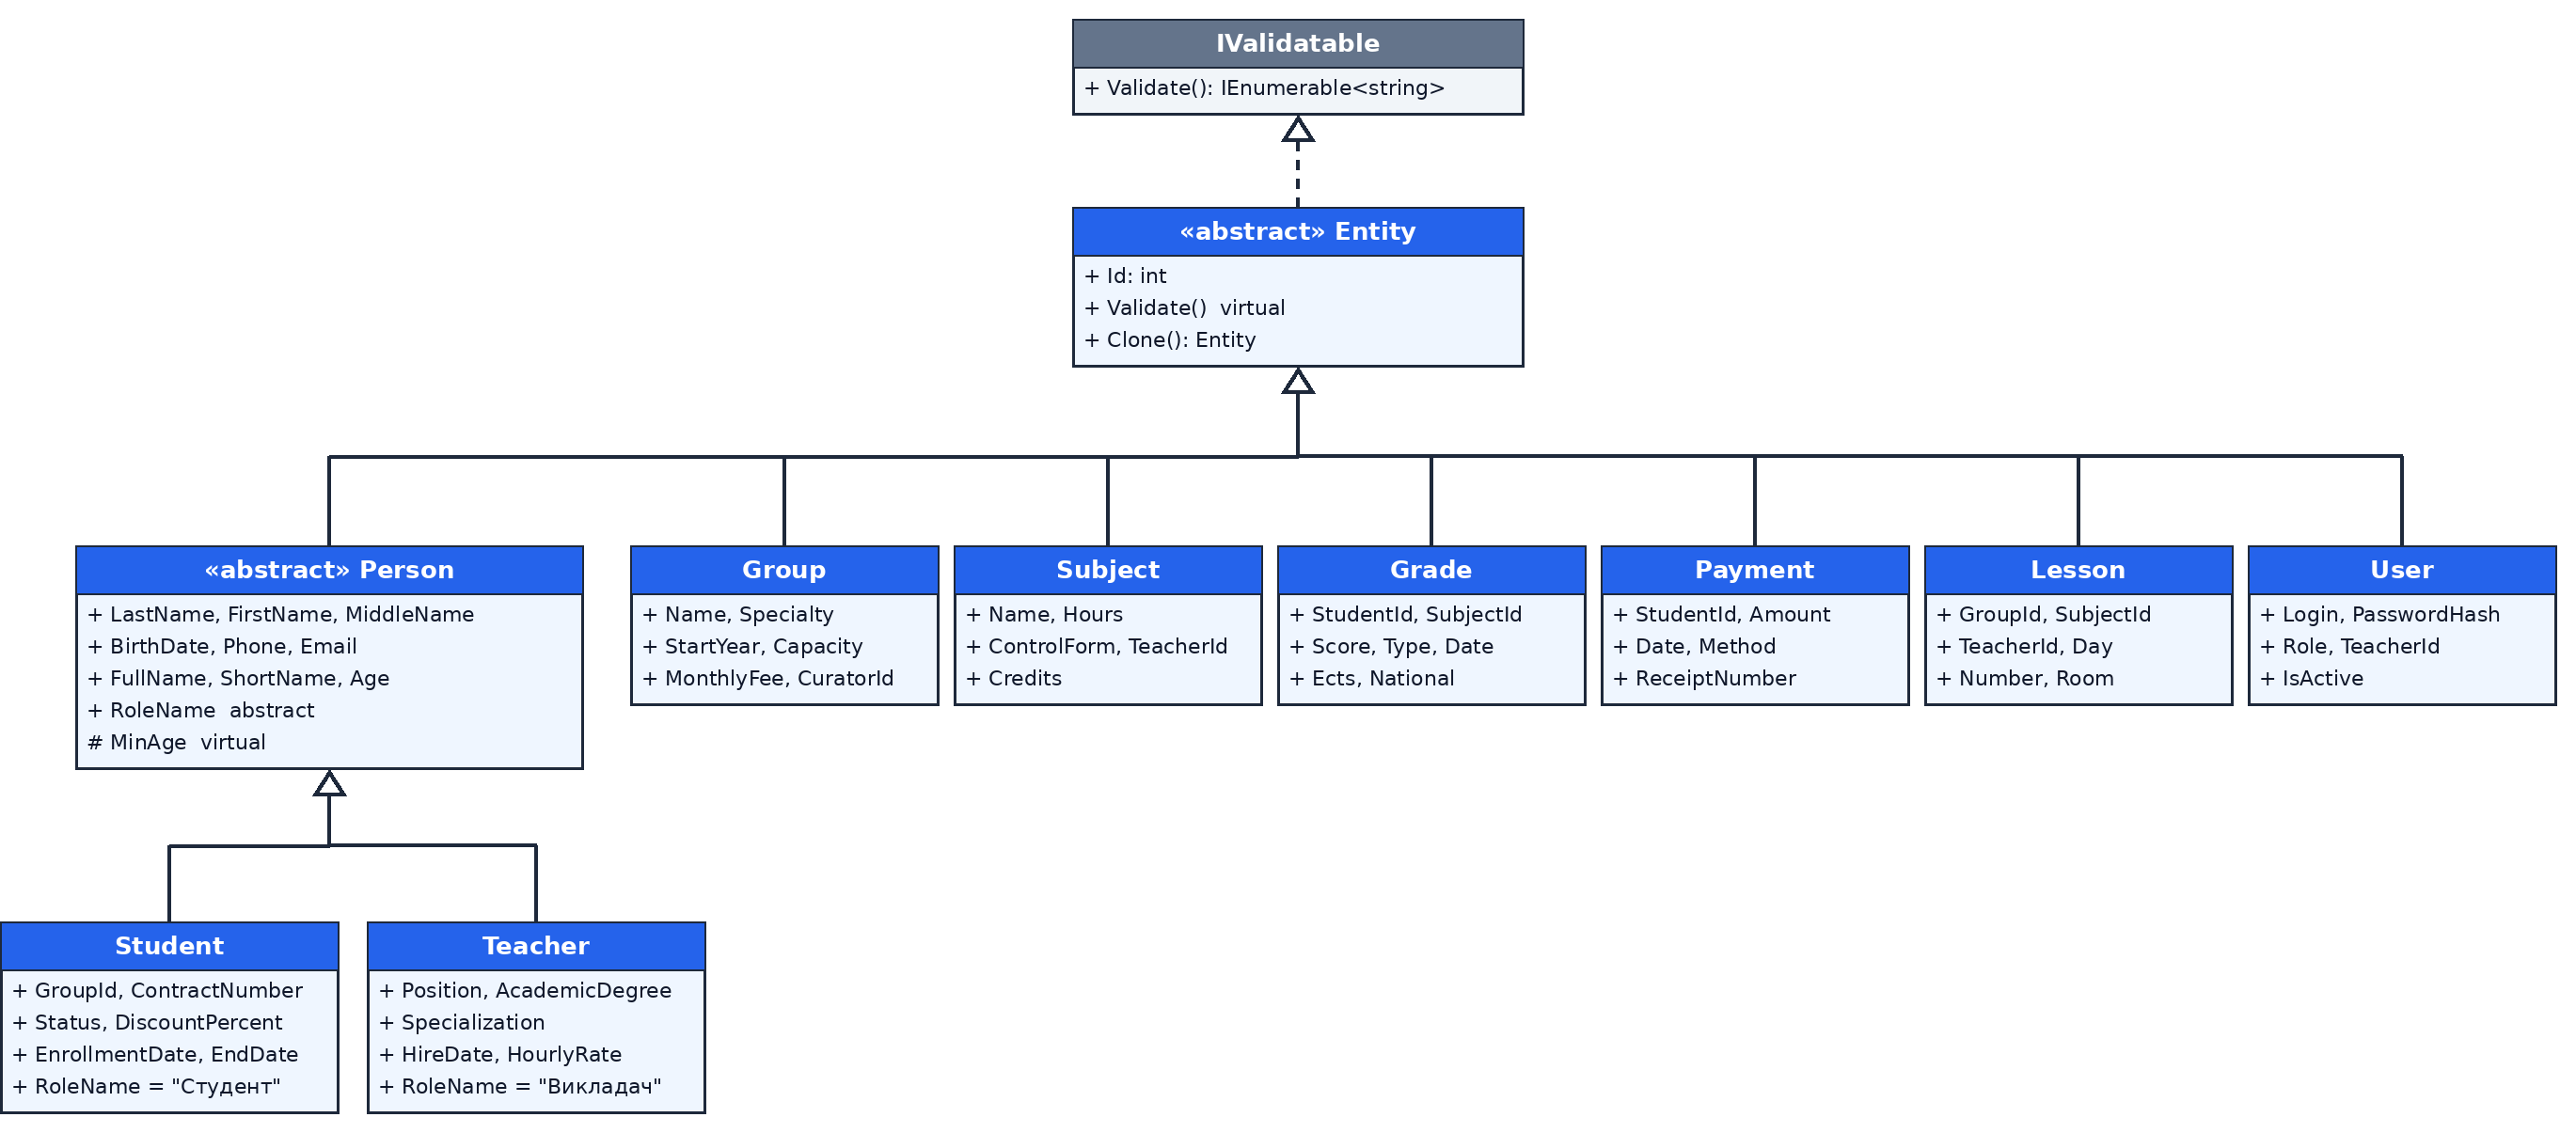 IValidatable
+ Validate(): IEnumerable<string>
«abstract» Entity
+ Id: int
+ Validate()  virtual
+ Clone(): Entity
«abstract» Person
+ LastName, FirstName, MiddleName
+ BirthDate, Phone, Email
+ FullName, ShortName, Age
+ RoleName  abstract
# MinAge  virtual
Group
+ Name, Specialty
+ StartYear, Capacity
+ MonthlyFee, CuratorId
Subject
+ Name, Hours
+ ControlForm, TeacherId
+ Credits
Grade
+ StudentId, SubjectId
+ Score, Type, Date
+ Ects, National
Payment
+ StudentId, Amount
+ Date, Method
+ ReceiptNumber
Lesson
+ GroupId, SubjectId
+ TeacherId, Day
+ Number, Room
User
+ Login, PasswordHash
+ Role, TeacherId
+ IsActive
Student
+ GroupId, ContractNumber
+ Status, DiscountPercent
+ EnrollmentDate, EndDate
+ RoleName = "Студент"
Teacher
+ Position, AcademicDegree
+ Specialization
+ HireDate, HourlyRate
+ RoleName = "Викладач"